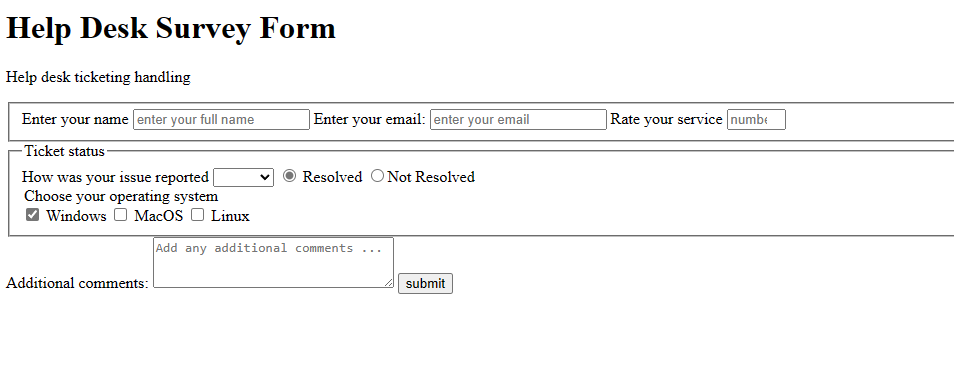 Help Desk Survey Form
Help desk ticketing handling
Enter your name enter your full name Enter your email: enter your email Rate your service numbe
Ticket status
How was your issue reported Resolved Not Resolved
Choose your operating system
Windows MacOS Linux
Add any additional comments ...
Additional comments: submit